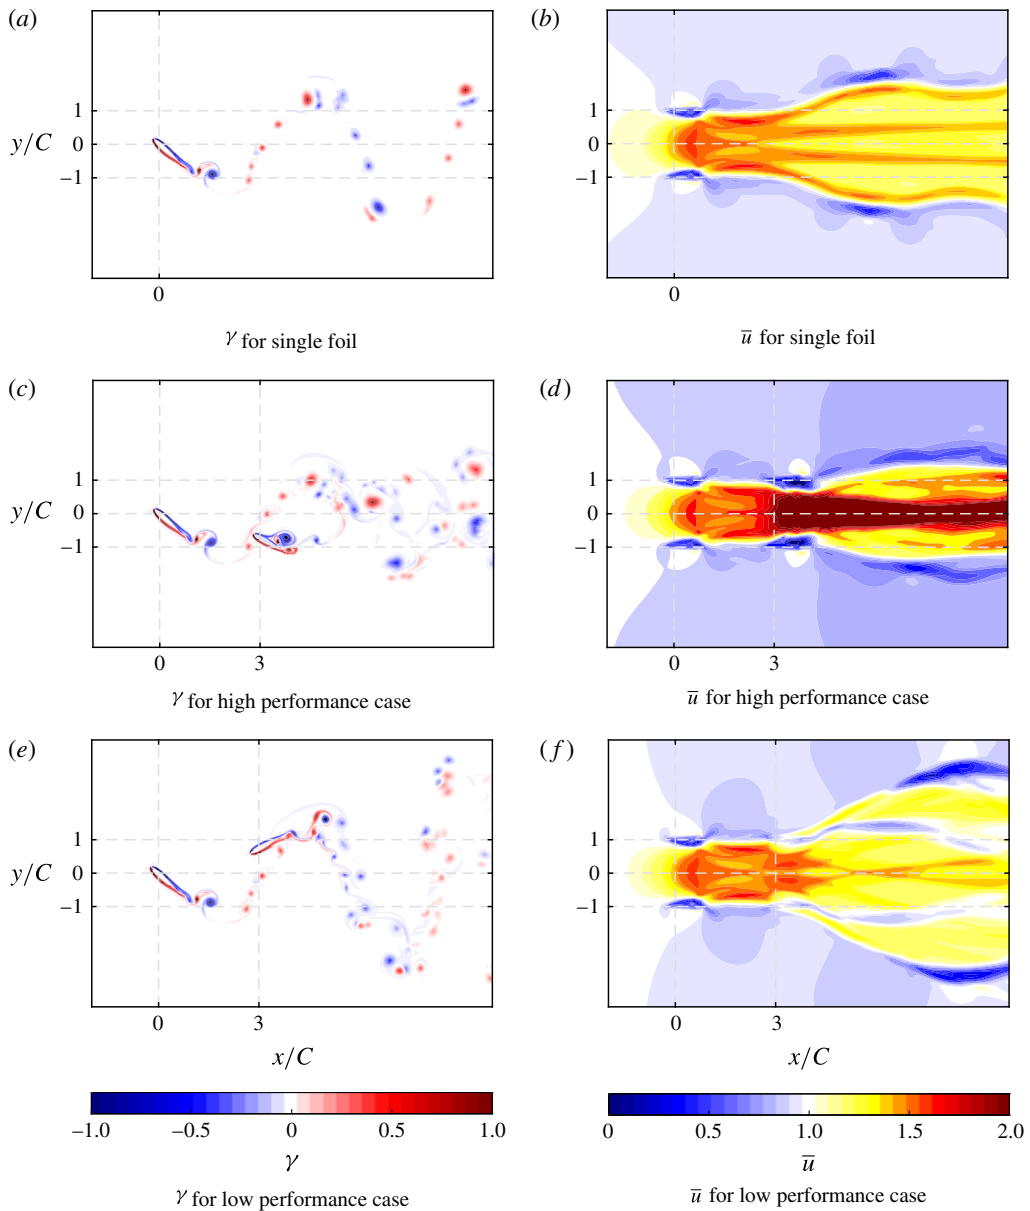 (a)
(b)
1
1
y/C
0
0
−1
−1
0
0
γ for single foil
u̅ for single foil
(c)
(d)
1
1
y/C
0
0
−1
−1
0
3
0
3
γ for high performance case
u̅ for high performance case
(e)
(f)
1
1
y/C
0
0
−1
−1
0
3
0
3
x/C
x/C
−1.0
−0.5
0
0.5
1.0
0
0.5
1.0
1.5
2.0
γ
u̅
γ for low performance case
u̅ for low performance case